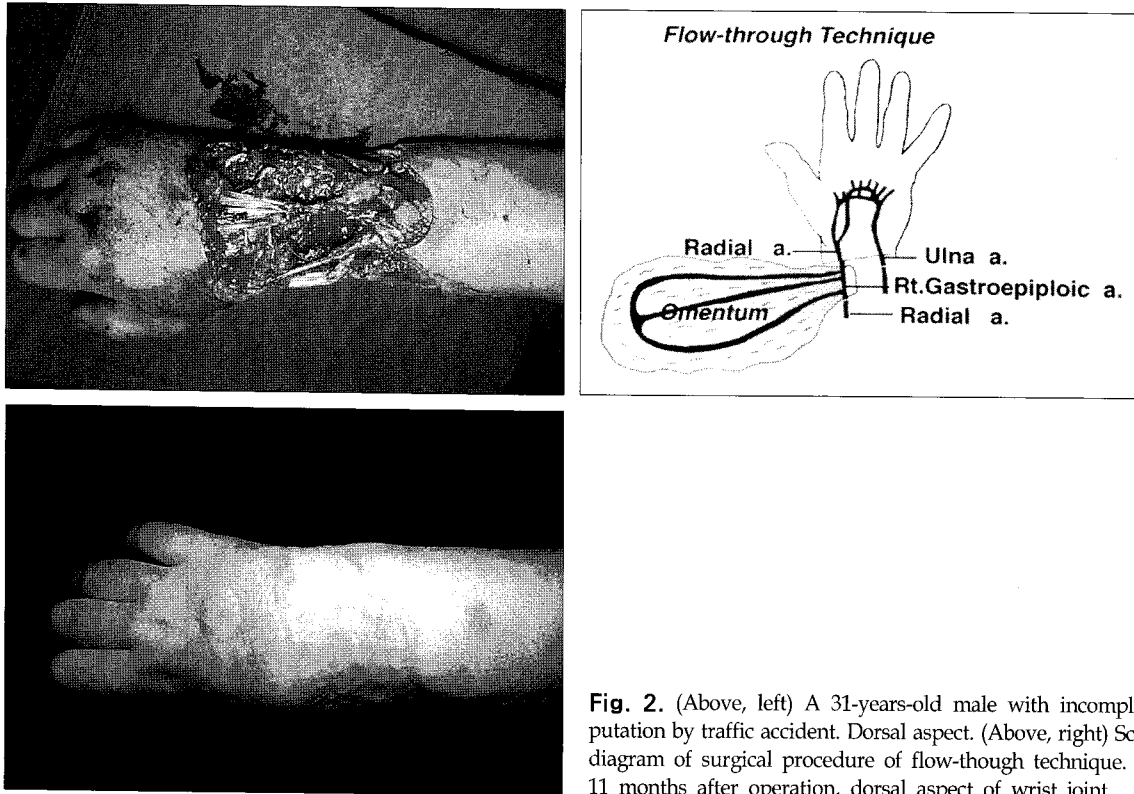 Flow-through Technique
Radial a.
Ulna a.
Rt.Gastroepiploic a.
Omentum
Radial a.
Fig. 2. (Above, left) A 31-years-old male with incompl
putation by traffic accident. Dorsal aspect. (Above, right) Sc
diagram of surgical procedure of flow-though technique.
11 months after operation, dorsal aspect of wrist joint.